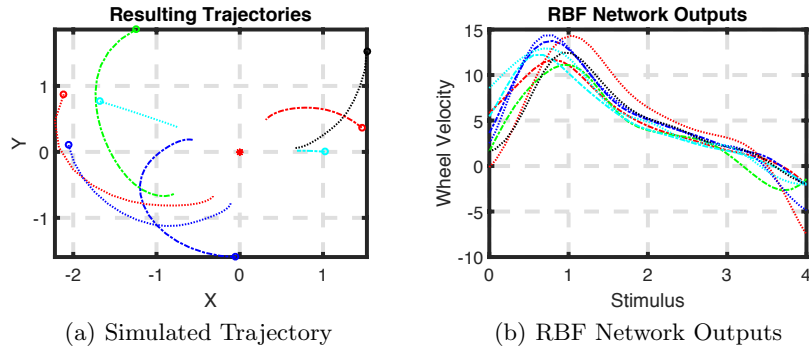 Resulting Trajectories
Y
1
0
-1
-2
-1
0
1
X
(a) Simulated Trajectory
RBF Network Outputs
Wheel Velocity
15
10
5
0
-5
-10
0
1
2
3
4
Stimulus
(b) RBF Network Outputs